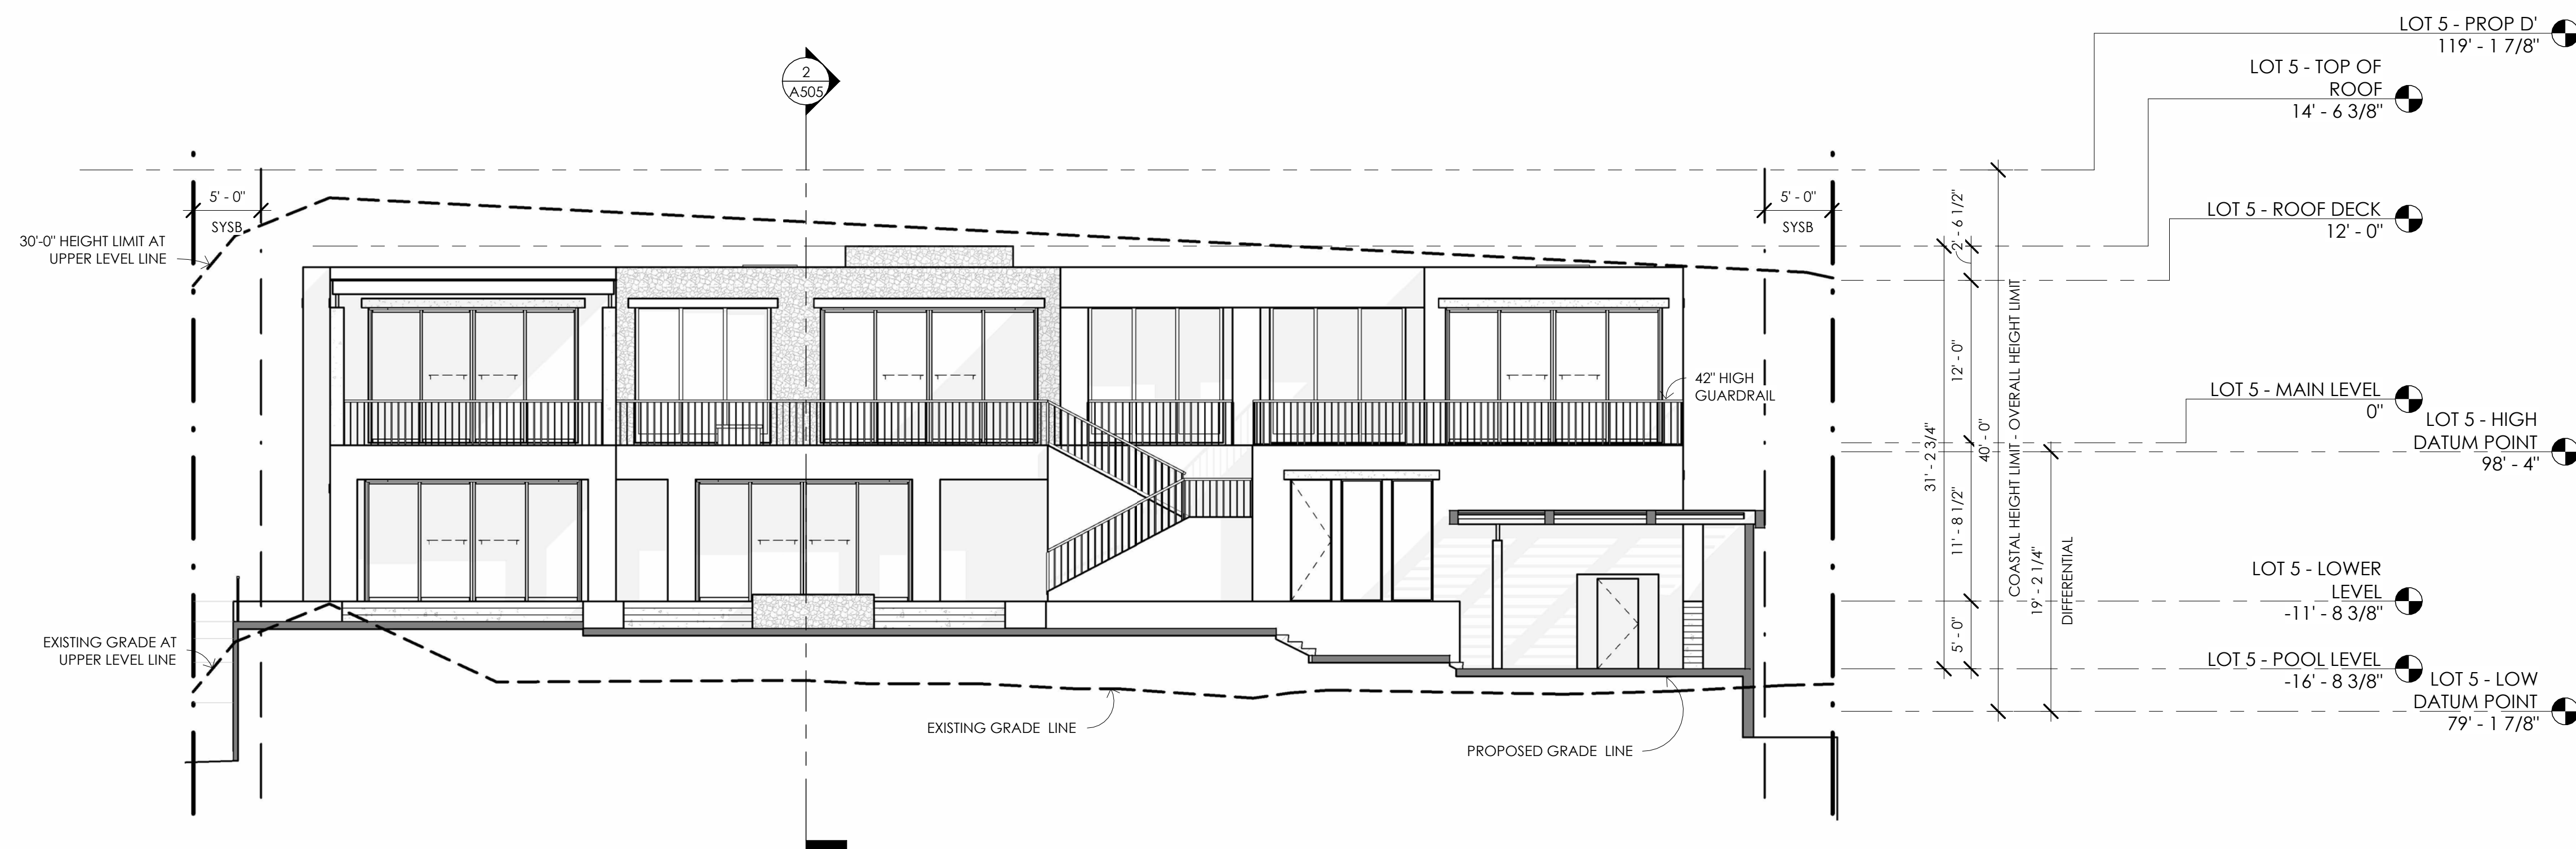 LOT 5 - PROP D'
119' - 1 7/8"
LOT 5 - TOP OF
ROOF
14' - 6 3/8"
2
A505
5' - 0"
SYSB
30'-0" HEIGHT LIMIT AT
UPPER LEVEL LINE
5' - 0"
SYSB
2' - 6 1/2"
LOT 5 - ROOF DECK
12' - 0"
42" HIGH
GUARDRAIL
12' - 0"
31' - 2 3/4"
40' - 0"
COASTAL HEIGHT LIMIT - OVERALL HEIGHT LIMIT
LOT 5 - MAIN LEVEL
0"
LOT 5 - HIGH
DATUM POINT
98' - 4"
11' - 8 1/2"
19' - 2 1/4"
DIFFERENTIAL
LOT 5 - LOWER
LEVEL
-11' - 8 3/8"
EXISTING GRADE AT
UPPER LEVEL LINE
5' - 0"
LOT 5 - POOL LEVEL
-16' - 8 3/8"
LOT 5 - LOW
DATUM POINT
79' - 1 7/8"
EXISTING GRADE LINE
PROPOSED GRADE LINE